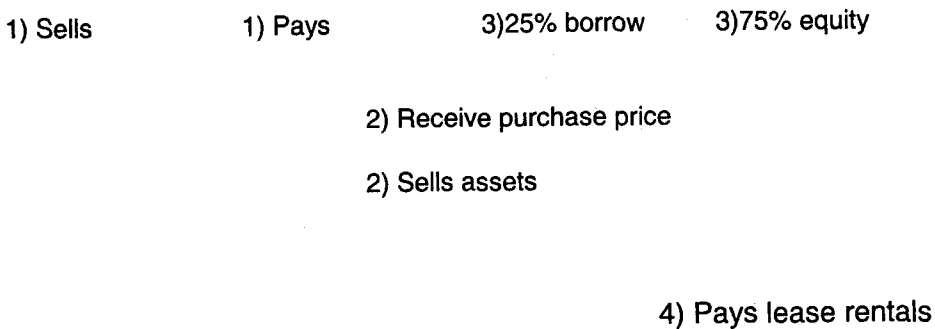 1) Sells 1) Pays 3)25% borrow 3)75% equity
2) Receive purchase price
2) Sells assets
4) Pays lease rentals